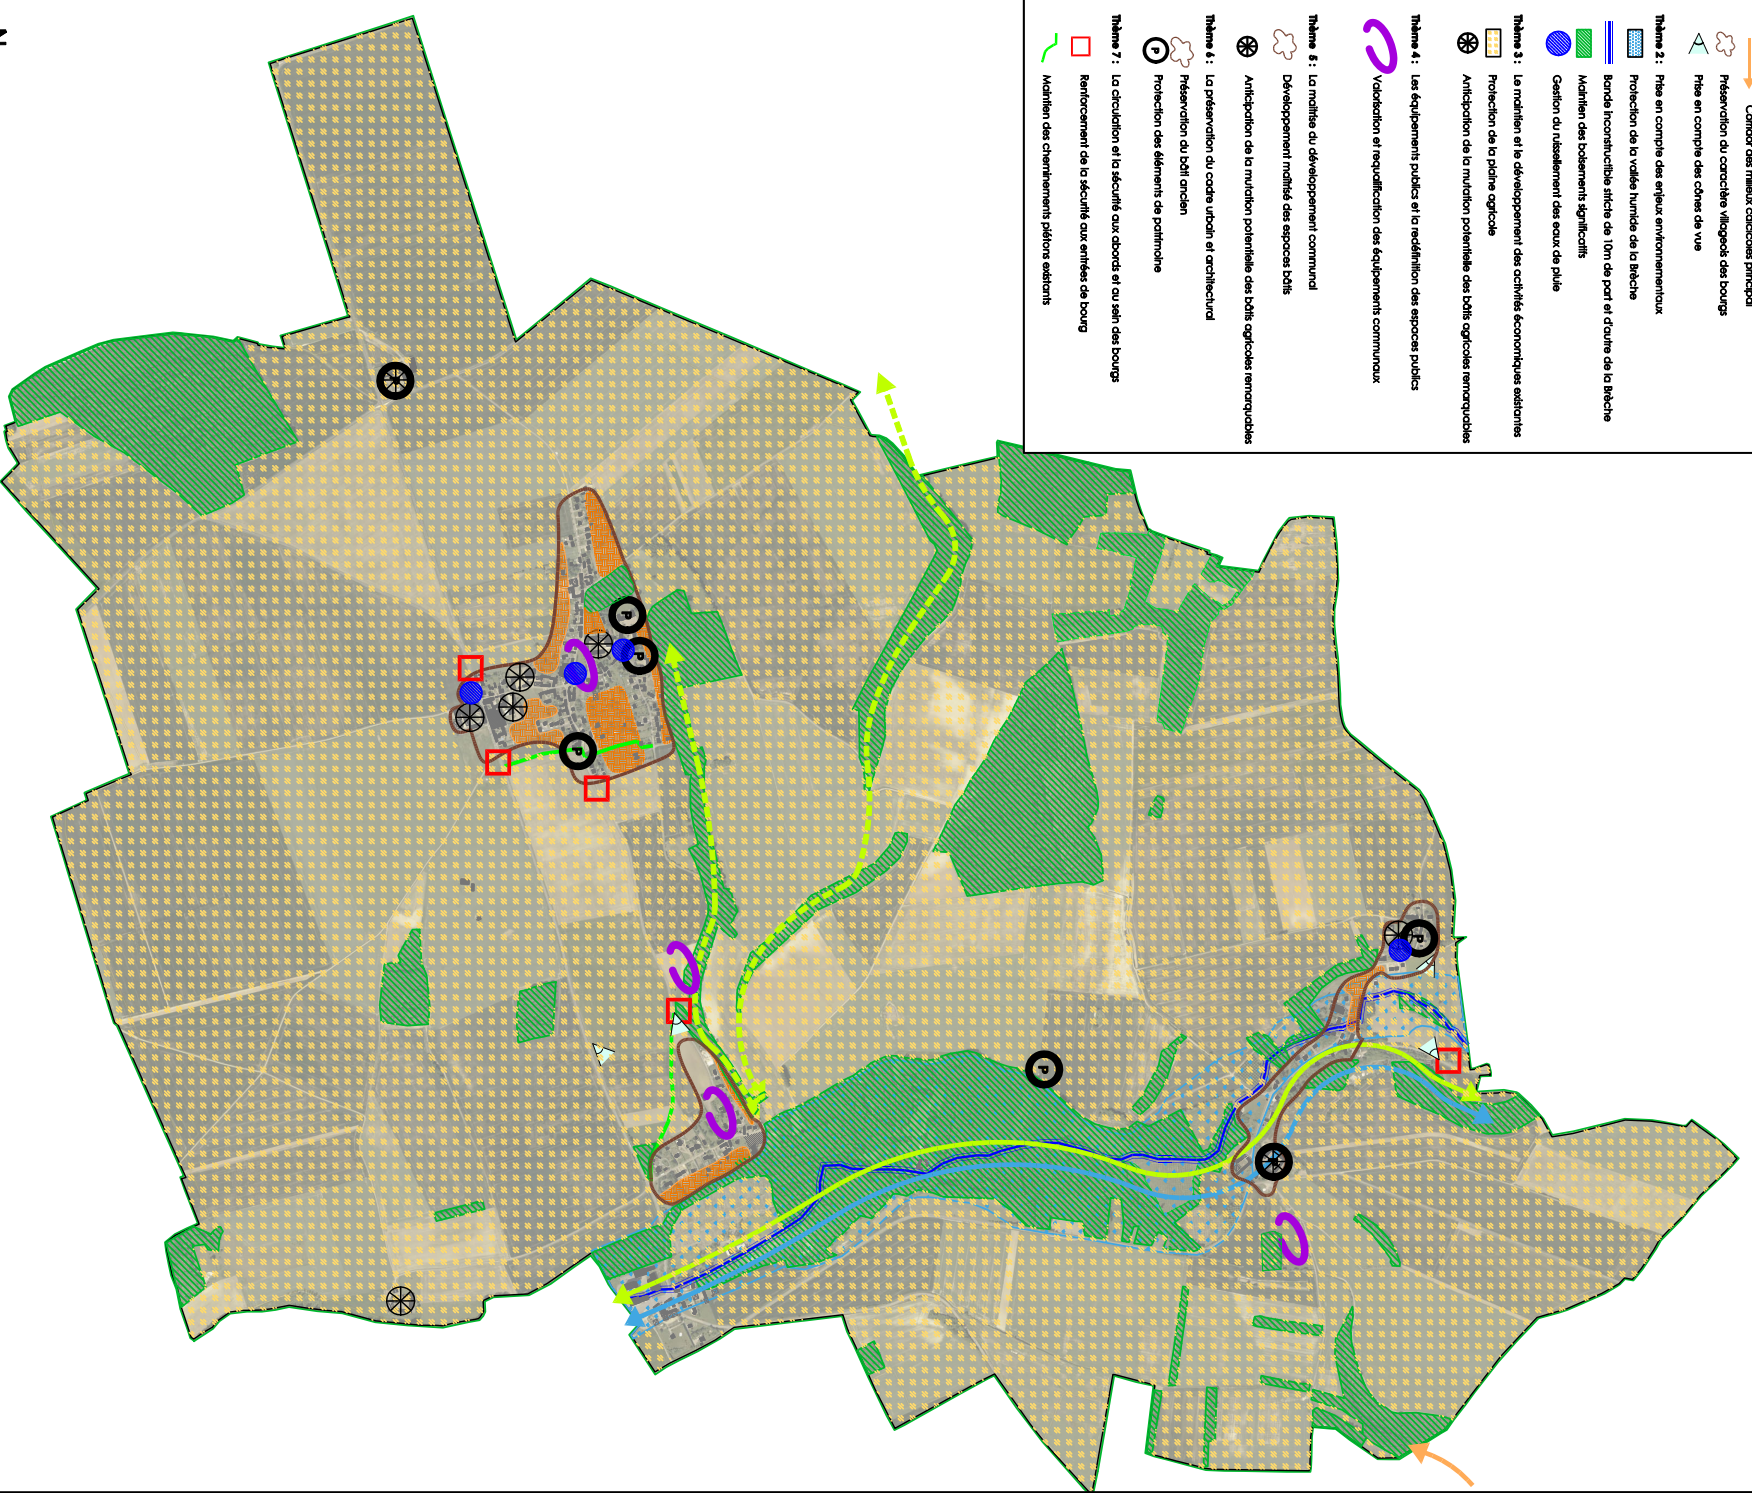 Corridor des milieux calcicoles principal
Préservation du caractère villageois des bourgs
Prise en compte des cônes de vue
Thème 2 : Prise en compte des enjeux environnementaux
Protection de la vallée humide de la Brèche
Bande inconstructible stricte de 10m de part et d'autre de la Brèche
Maintien des boisements significatifs
Gestion du ruissellement des eaux de pluie
Thème 3 : Le maintien et le développement des activités économiques existantes
Protection de la plaine agricole
Anticipation de la mutation potentielle des bâtis agricoles remarquables
Thème 4 : Les équipements publics et la redéfinition des espaces publics
Valorisation et requalification des équipements communaux
Thème 5 : La maîtrise du développement communal
Développement maîtrisé des espaces bâtis
Anticipation de la mutation potentielle des bâtis agricoles remarquables
Thème 6 : La préservation du cadre urbain et architectural
Préservation du bâti ancien
P Protection des éléments de patrimoine
Thème 7 : La circulation et la sécurité aux abords et au sein des bourgs
Renforcement de la sécurité aux entrées de bourg
Maintien des cheminements piétons existants
N
P
P
P
P
P